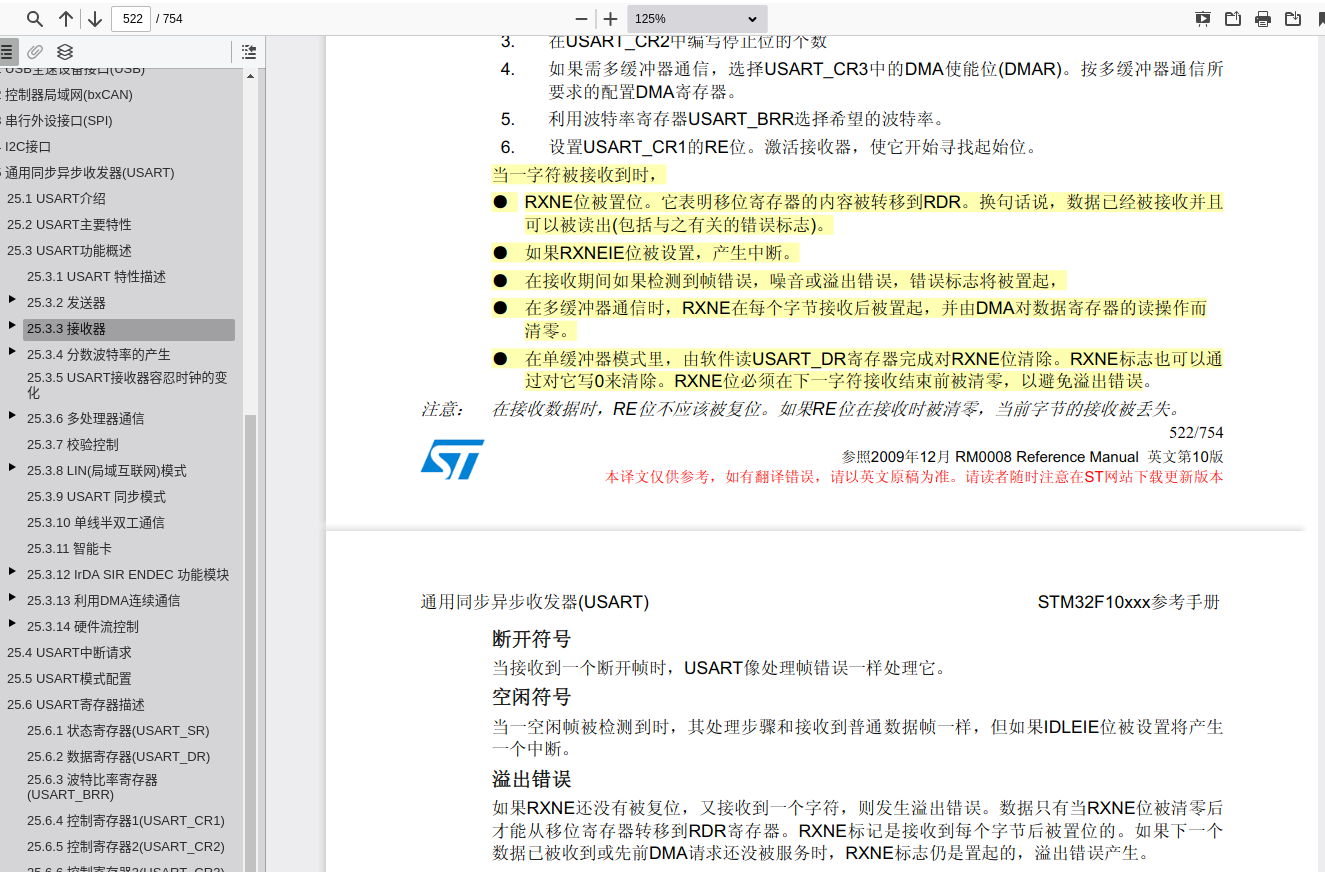 522 / 754
125%
USB全速设备接口(USB)
控制器局域网(bxCAN)
串行外设接口(SPI)
I2C接口
通用同步异步收发器(USART)
25.1 USART介绍
25.2 USART主要特性
25.3 USART功能概述
25.3.1 USART 特性描述
25.3.2 发送器
25.3.3 接收器
25.3.4 分数波特率的产生
25.3.5 USART接收器容忍时钟的变
化
25.3.6 多处理器通信
25.3.7 校验控制
25.3.8 LIN(局域互联网)模式
25.3.9 USART 同步模式
25.3.10 单线半双工通信
25.3.11 智能卡
25.3.12 IrDA SIR ENDEC 功能模块
25.3.13 利用DMA连续通信
25.3.14 硬件流控制
25.4 USART中断请求
25.5 USART模式配置
25.6 USART寄存器描述
25.6.1 状态寄存器(USART_SR)
25.6.2 数据寄存器(USART_DR)
25.6.3 波特比率寄存器
(USART_BRR)
25.6.4 控制寄存器1(USART_CR1)
25.6.5 控制寄存器2(USART_CR2)
25.6.6 控制寄存器3(USART_CR3)
3. 在USART_CR2中编写停止位的个数
4. 如果需多缓冲器通信，选择USART_CR3中的DMA使能位(DMAR)。按多缓冲器通信所
要求的配置DMA寄存器。
5. 利用波特率寄存器USART_BRR选择希望的波特率。
6. 设置USART_CR1的RE位。激活接收器，使它开始寻找起始位。
当一字符被接收到时，
● RXNE位被置位。它表明移位寄存器的内容被转移到RDR。换句话说，数据已经被接收并且
可以被读出(包括与之有关的错误标志)。
● 如果RXNEIE位被设置，产生中断。
● 在接收期间如果检测到帧错误，噪音或溢出错误，错误标志将被置起，
● 在多缓冲器通信时，RXNE在每个字节接收后被置起，并由DMA对数据寄存器的读操作而
清零。
● 在单缓冲器模式里，由软件读USART_DR寄存器完成对RXNE位清除。RXNE标志也可以通
过对它写0来清除。RXNE位必须在下一字符接收结束前被清零，以避免溢出错误。
注意： 在接收数据时，RE位不应该被复位。如果RE位在接收时被清零，当前字节的接收被丢失。
522/754
ST
参照2009年12月 RM0008 Reference Manual 英文第10版
本译文仅供参考，如有翻译错误，请以英文原稿为准。请读者随时注意在ST网站下载更新版本
通用同步异步收发器(USART) STM32F10xxx参考手册
断开符号
当接收到一个断开帧时，USART像处理帧错误一样处理它。
空闲符号
当一空闲帧被检测到时，其处理步骤和接收到普通数据帧一样，但如果IDLEIE位被设置将产生
一个中断。
溢出错误
如果RXNE还没有被复位，又接收到一个字符，则发生溢出错误。数据只有当RXNE位被清零后
才能从移位寄存器转移到RDR寄存器。RXNE标记是接收到每个字节后被置位的。如果下一个
数据已被收到或先前DMA请求还没被服务时，RXNE标志仍是置起的，溢出错误产生。